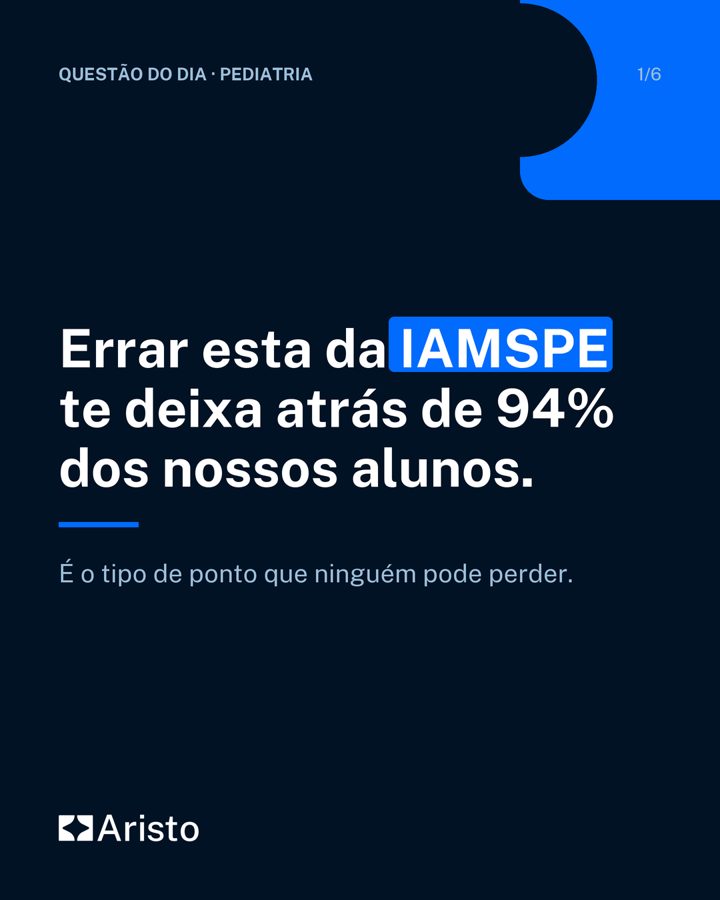 QUESTÃO DO DIA · PEDIATRIA
1/6
Errar esta da IAMSPE
te deixa atrás de 94%
dos nossos alunos.
É o tipo de ponto que ninguém pode perder.
Aristo